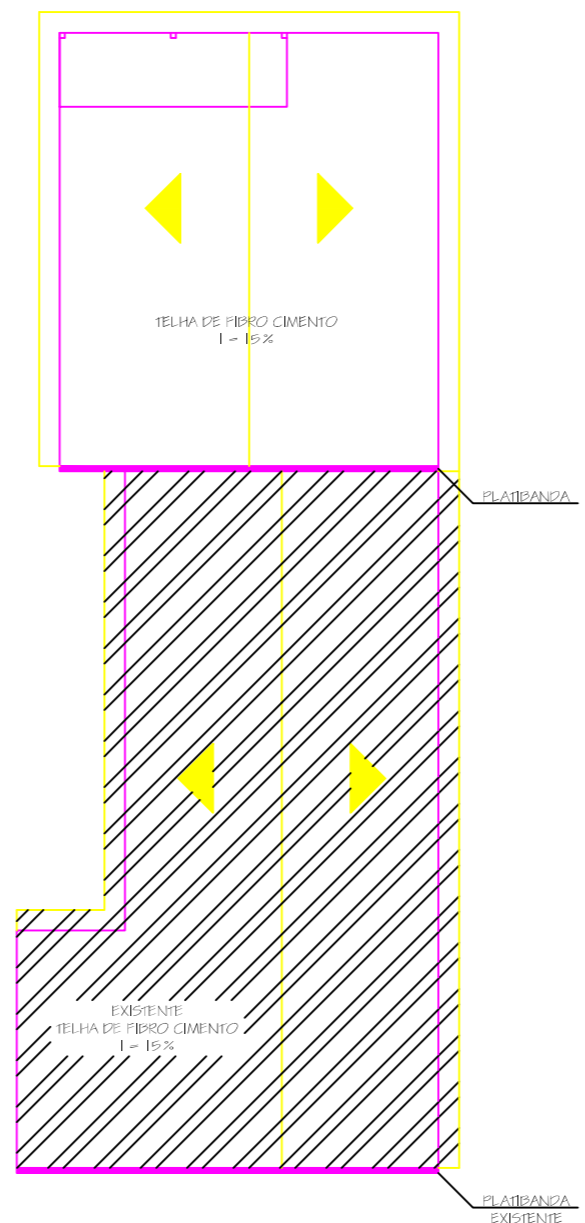 TELHA DE FIBRO CIMENTO
I = 15%
PLATIBANDA
EXISTENTE
TELHA DE FIBRO CIMENTO
I = 15%
PLATIBANDA
EXISTENTE